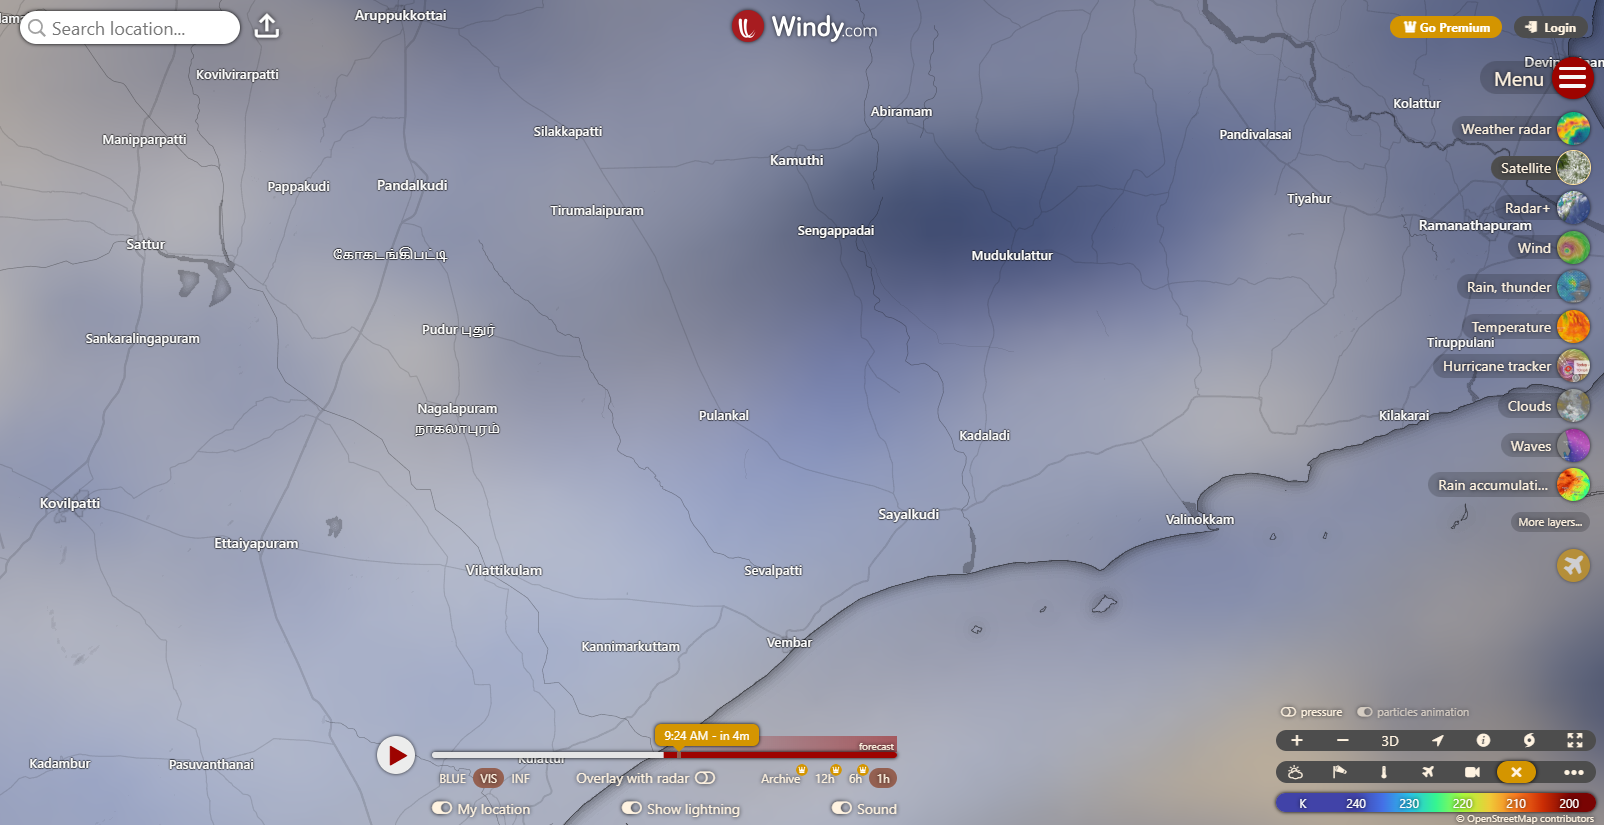 Search location...
Windy.com
Go Premium
Login
Menu
Weather radar
Satellite
Radar+
Wind
Rain, thunder
Temperature
Hurricane tracker
Clouds
Waves
Rain accumulati...
More layers...
Aruppukkottai
Kovilvirarpatti
Abiramam
Kolattur
Silakkapatti
Pandivalasai
Manipparpatti
Kamuthi
Pappakudi
Pandalkudi
Tiyahur
Tirumalaipuram
Ramanathapuram
Sengappadai
Sattur
கோகடங்கிபட்டி
Mudukulattur
Pudur புதுர்
Sankaralingapuram
Tiruppulani
Nagalapuram
நாகலாபுரம்
Pulankal
Kilakarai
Kadaladi
Kovilpatti
Sayalkudi
Valinokkam
Ettaiyapuram
Vilattikulam
Sevalpatti
Kannimarkuttam
Vembar
Kadambur
Pasuvanthanai
9:24 AM - in 4m
forecast
BLUE VIS INF
Overlay with radar
Archive 12h 6h 1h
My location
Show lightning
Sound
pressure
particles animation
+ − 3D
K 240 230 220 210 200
© OpenStreetMap contributors